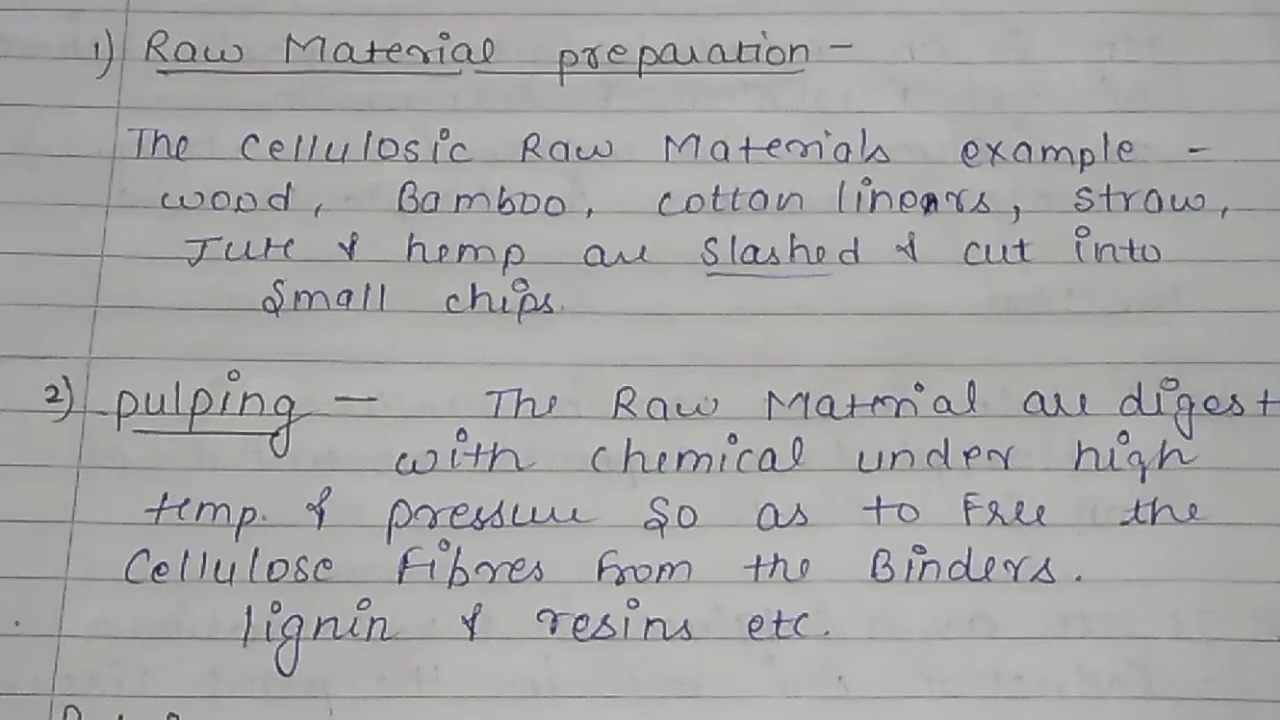 1) Raw Material preparation -
The cellulosic Raw Materials example -
wood, Bamboo, cotton linears, straw,
Jute & hemp are slashed & cut into
small chips.
2) pulping - The Raw Material are digest
with chemical under high
temp. & pressure so as to free the
cellulose fibres from the Binders.
lignin & resins etc.